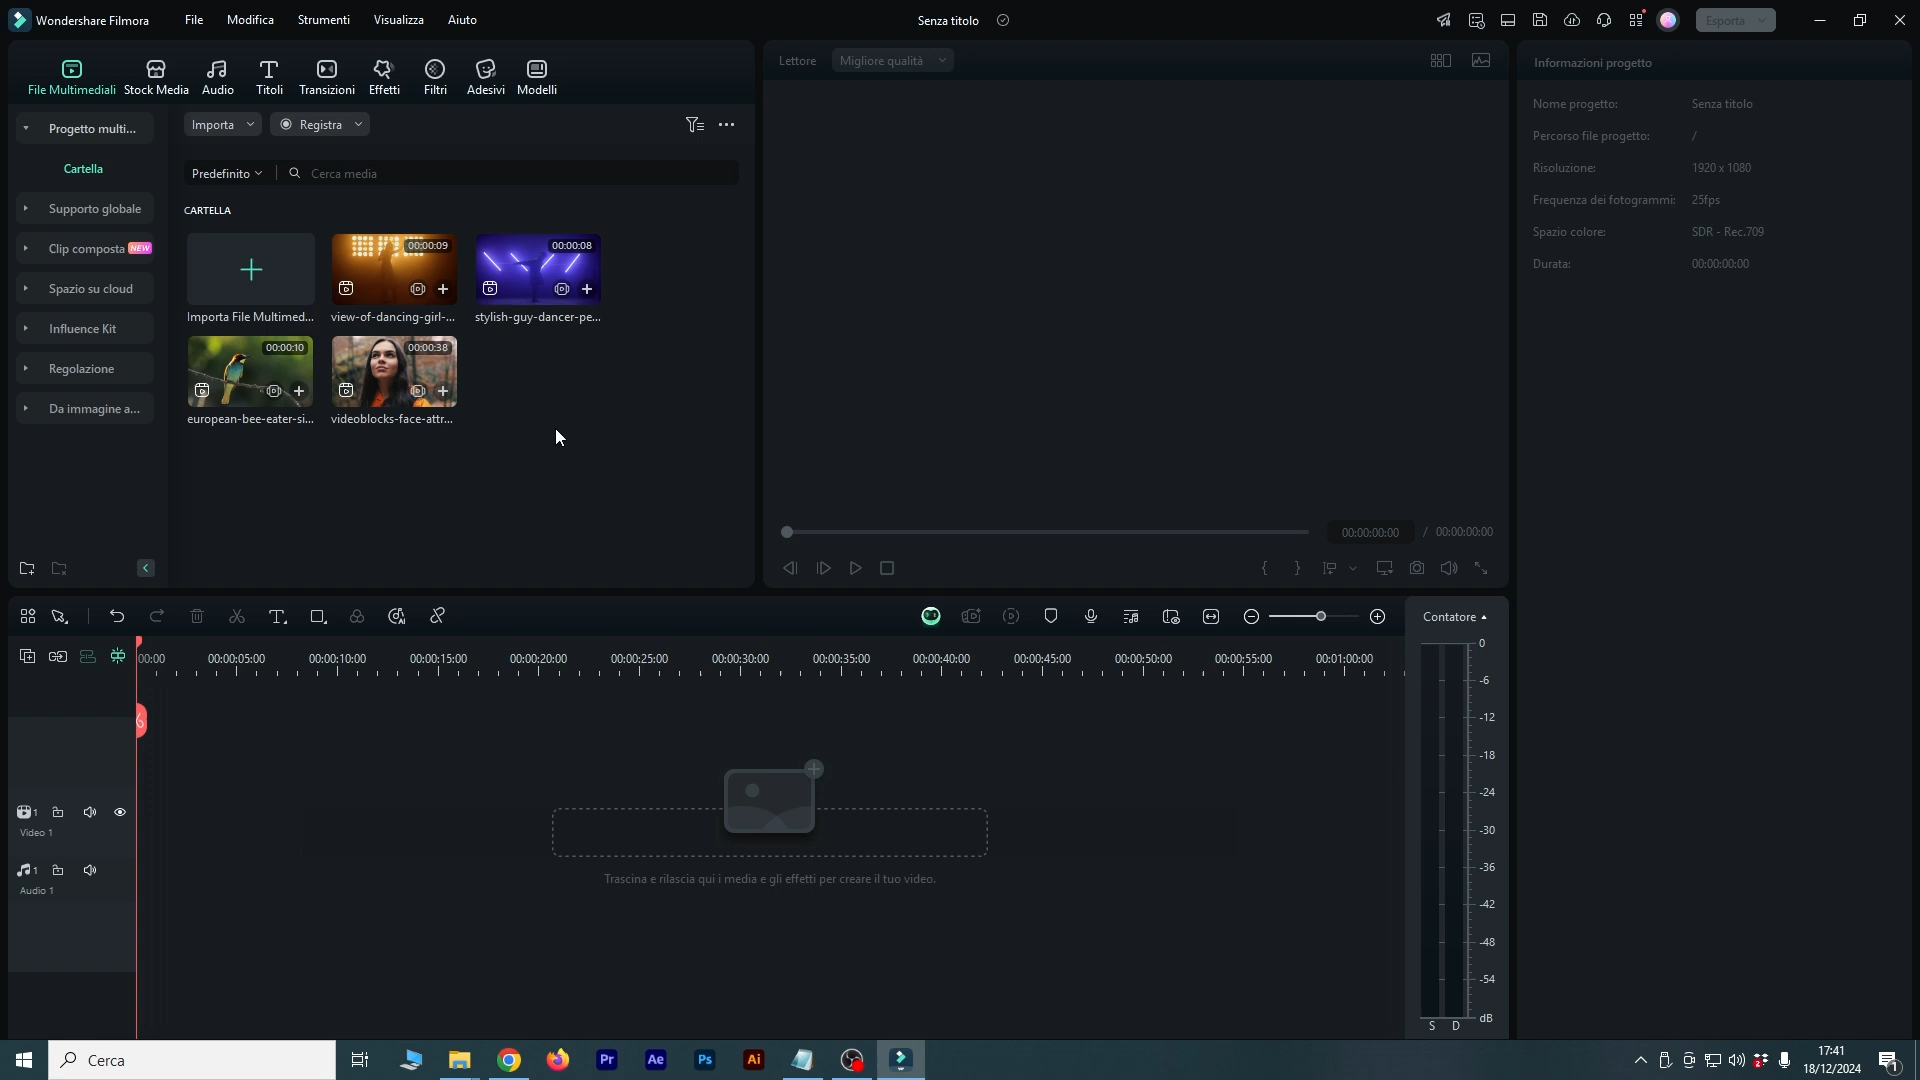 Wondershare Filmora
File
Modifica
Strumenti
Visualizza
Aiuto
Senza titolo
Esporta
File Multimediali
Stock Media
Audio
Titoli
Transizioni
Effetti
Filtri
Adesivi
Modelli
Lettore
Migliore qualità
Informazioni progetto
Progetto multi...
Cartella
Supporto globale
Clip composta NEW
Spazio su cloud
Influence Kit
Regolazione
Da immagine a...
Importa
Registra
Predefinito
Cerca media
CARTELLA
00:00:09
00:00:08
Importa File Multimed...
view-of-dancing-girl-...
stylish-guy-dancer-pe...
00:00:10
00:00:38
european-bee-eater-si...
videoblocks-face-attr...
00:00:00:00 / 00:00:00:00
Nome progetto: Senza titolo
Percorso file progetto: /
Risoluzione: 1920 x 1080
Frequenza dei fotogrammi: 25fps
Spazio colore: SDR - Rec.709
Durata: 00:00:00:00
Contatore
00:00 00:00:05:00 00:00:10:00 00:00:15:00 00:00:20:00 00:00:25:00 00:00:30:00 00:00:35:00 00:00:40:00 00:00:45:00 00:00:50:00 00:00:55:00 00:01:00:00
1
Video 1
1
Audio 1
Trascina e rilascia qui i media e gli effetti per creare il tuo video.
0
-6
-12
-18
-24
-30
-36
-42
-48
-54
dB
S D
Cerca
Pr
Ae
Ps
Ai
2
17:41
18/12/2024
1